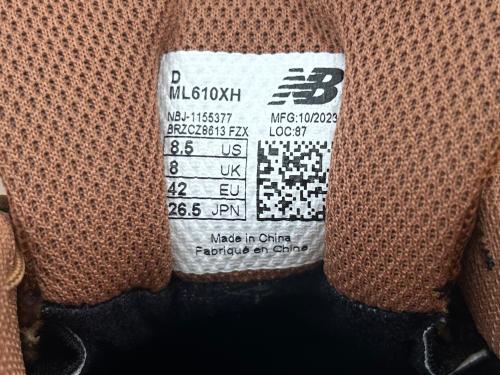 D
ML610XH
NB
NBJ-1155377
MFG:10/2023
BRZCZ8613 FZX
LOC:87
8.5 US
8 UK
42 EU
26.5 JPN
Made in China
Fabriqué en Chine